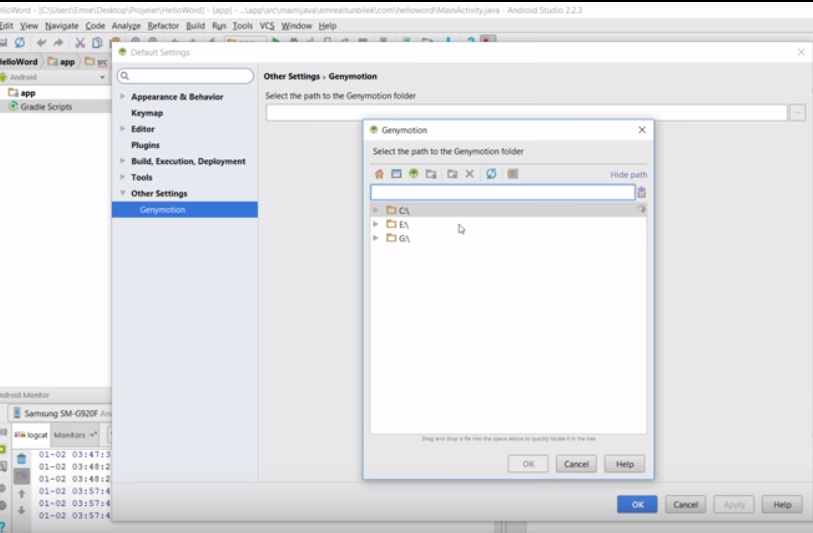 elloWord - [C:\Users\Emre\Desktop\Projeler\HelloWord] - [app] - ...\app\src\main\java\emrealtunbilek\com\helloword\MainActivity.java - Android Studio 2.2.3
Edit View Navigate Code Analyze Refactor Build Run Tools VCS Window Help
HelloWord app src
Android
app
Gradle Scripts
Default Settings
Appearance & Behavior
Keymap
Editor
Plugins
Build, Execution, Deployment
Tools
Other Settings
Genymotion
Other Settings › Genymotion
Select the path to the Genymotion folder
...
Genymotion
Select the path to the Genymotion folder
Hide path
C:\
E:\
G:\
Drag and drop a file into the space above to quickly locate it in the tree
OK Cancel Help
OK Cancel Apply Help
ndroid Monitor
Samsung SM-G920F An
logcat Monitors
01-02 03:47:3
01-02 03:48:2
01-02 03:48:2
01-02 03:57:4
01-02 03:57:4
01-02 03:57:4